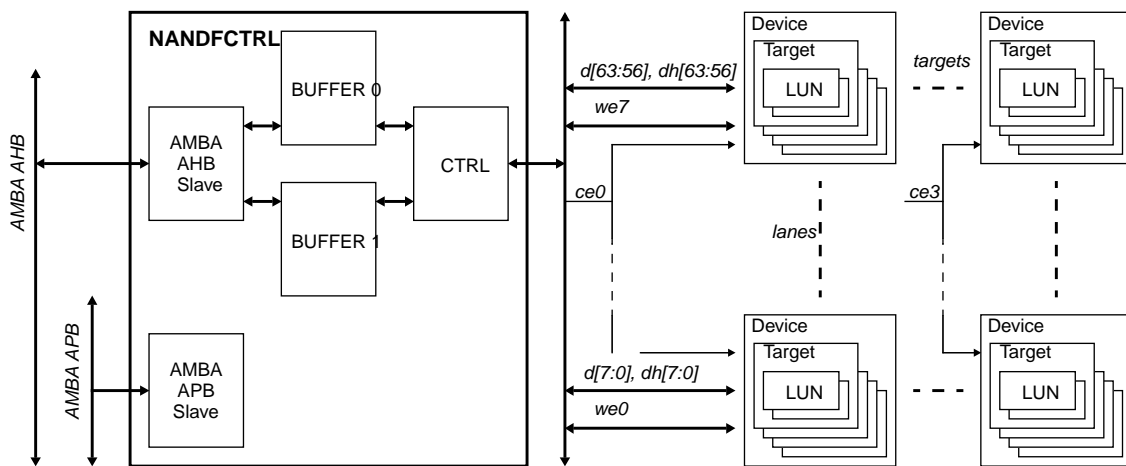 NANDFCTRL
AMBA AHB
AMBA APB
BUFFER 0
AMBA
AHB
Slave
CTRL
BUFFER 1
AMBA
APB
Slave
d[63:56], dh[63:56]
we7
ce0
Device
Target
LUN
targets
Device
Target
LUN
lanes
ce3
d[7:0], dh[7:0]
we0
Device
Target
LUN
Device
Target
LUN